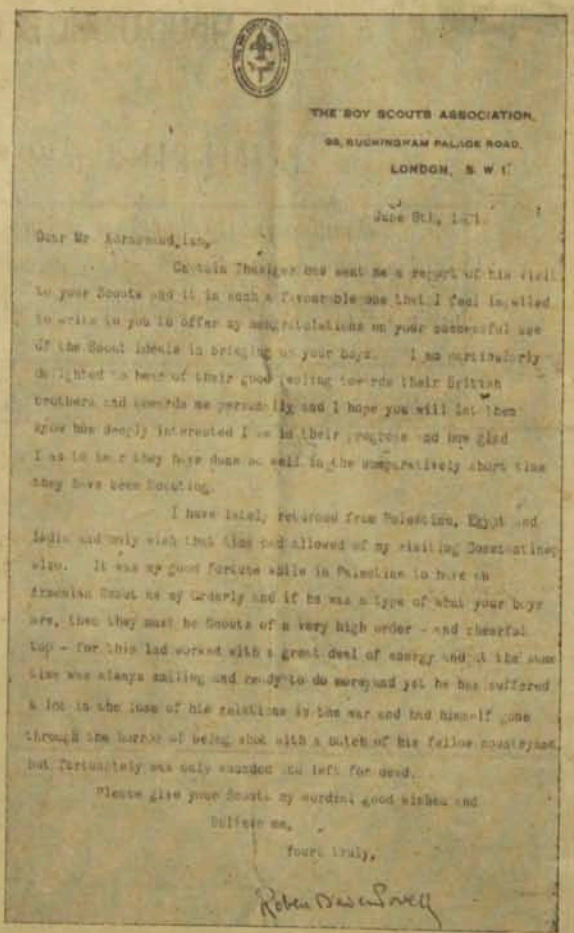 THE BOY SCOUTS ASSOCIATION,
BUCKINGHAM PALACE ROAD,
LONDON, S W 1.
June 8th,
Dear Mr.
Captain Thesiger has sent me a report of his visit
to your Scouts and it is such a favourable one that I feel impelled
to write to you to offer my congratulations on your successful use
of the Scout ideals in bringing up your boys. I am particularly
delighted to hear of their good feeling towards their British
brothers and towards me personally and I hope you will let them
know how deeply interested I am in their progress and how glad
I am to hear they have done so well in the comparatively short time
they have been Scouting.
I have lately returned from Palestine, Egypt and
India and only wish that time had allowed of my visiting
also. It was my good fortune while in Palestine to have an
Armenian Scout as my Orderly and if he was a type of what your boys
are, then they must be Scouts of a very high order - and cheerful
too - for this lad worked with a great deal of energy and at the same
time was always smiling and ready to do more, and yet he has suffered
a lot in the loss of his relations in the war and had himself gone
through the horror of being shot with a batch of his fellow
but fortunately was only wounded and left for dead.
Please give your Scouts my cordial good wishes and
Believe me,
Yours truly,
Robert Baden Powell